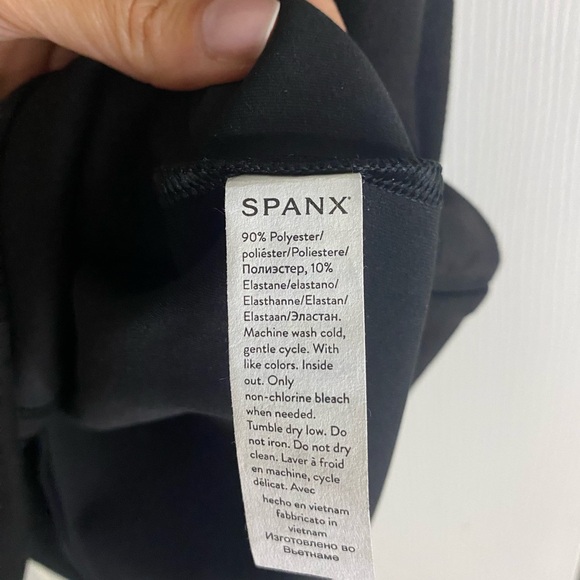 SPANX
90% Polyester/
poliéster/Poliestere/
Полиэстер, 10%
Elastane/elastano/
Elasthanne/Elastan/
Elastaan/Эластан.
Machine wash cold,
gentle cycle. With
like colors. Inside
out. Only
non-chlorine bleach
when needed.
Tumble dry low. Do
not iron. Do not dry
clean. Laver à froid
en machine, cycle
délicat. Avec
hecho en vietnam
fabbricato in
vietnam
Изготовлено во
Вьетнаме